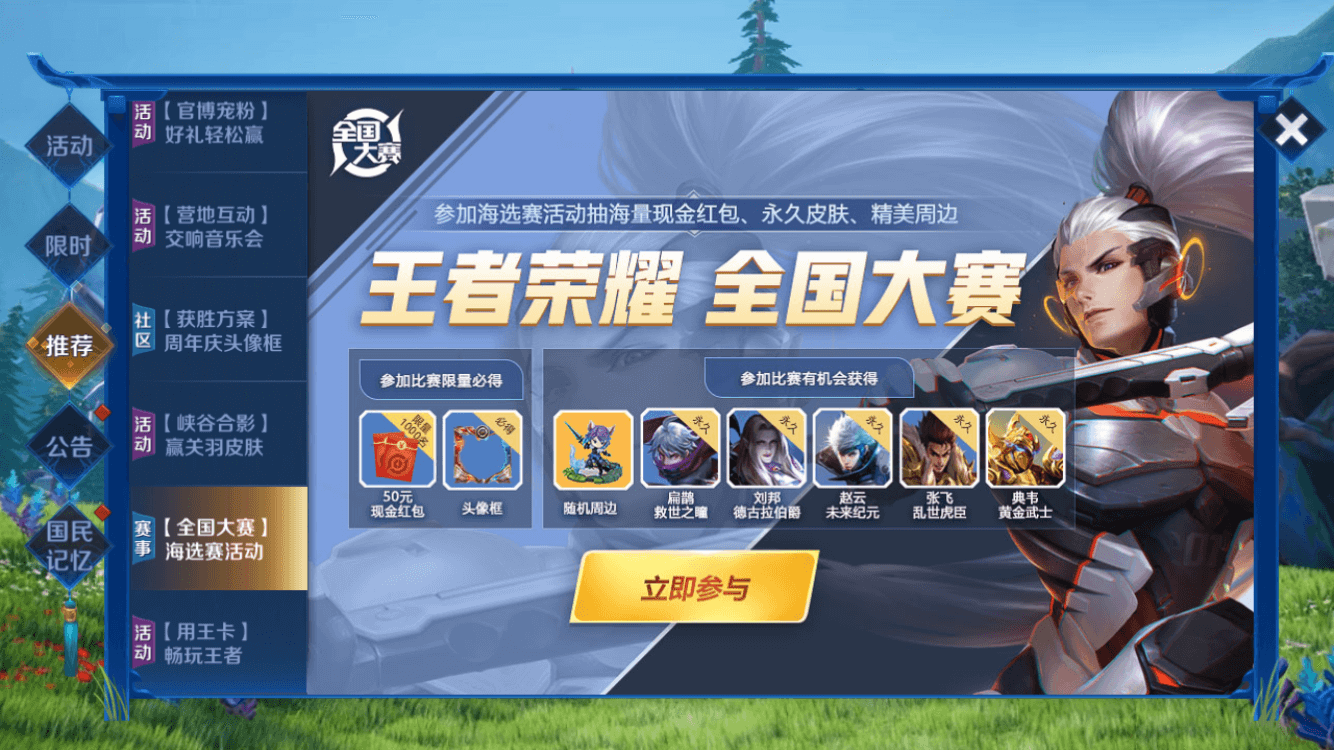 活动
限时
推荐
公告
国民
记忆
活动
【官博宠粉】
好礼轻松赢
活动
【营地互动】
交响音乐会
社区
【获胜方案】
周年庆头像框
活动
【峡谷合影】
赢关羽皮肤
赛事
【全国大赛】
海选赛活动
活动
【用王卡】
畅玩王者
全国
大赛
参加海选赛活动抽海量现金红包、永久皮肤、精美周边
王者荣耀 全国大赛
参加比赛限量必得
限量
1000名
50元
现金红包
必得
头像框
参加比赛有机会获得
随机周边
永久
扁鹊
救世之瞳
永久
刘邦
德古拉伯爵
永久
赵云
未来纪元
永久
张飞
乱世虎臣
永久
典韦
黄金武士
立即参与